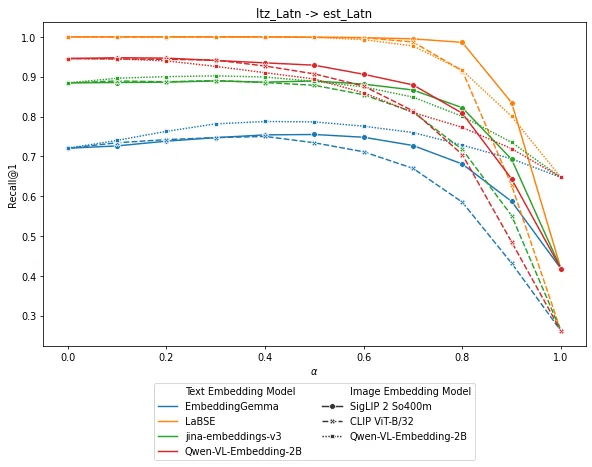 ltz_Latn -> est_Latn
Recall@1
1.0
0.9
0.8
0.7
0.6
0.5
0.4
0.3
0.0 0.2 0.4 0.6 0.8 1.0
α
Text Embedding Model
EmbeddingGemma
LaBSE
jina-embeddings-v3
Qwen-VL-Embedding-2B
Image Embedding Model
SigLIP 2 So400m
CLIP ViT-B/32
Qwen-VL-Embedding-2B